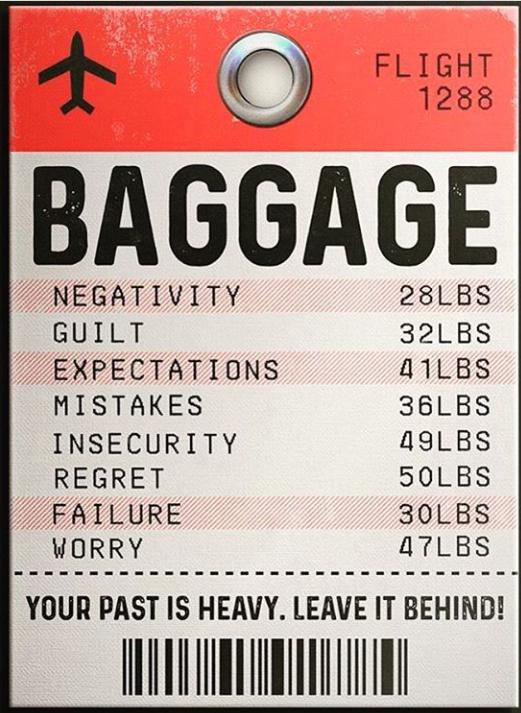 FLIGHT
1288
BAGGAGE
NEGATIVITY 28LBS
GUILT 32LBS
EXPECTATIONS 41LBS
MISTAKES 36LBS
INSECURITY 49LBS
REGRET 50LBS
FAILURE 30LBS
WORRY 47LBS
YOUR PAST IS HEAVY. LEAVE IT BEHIND!